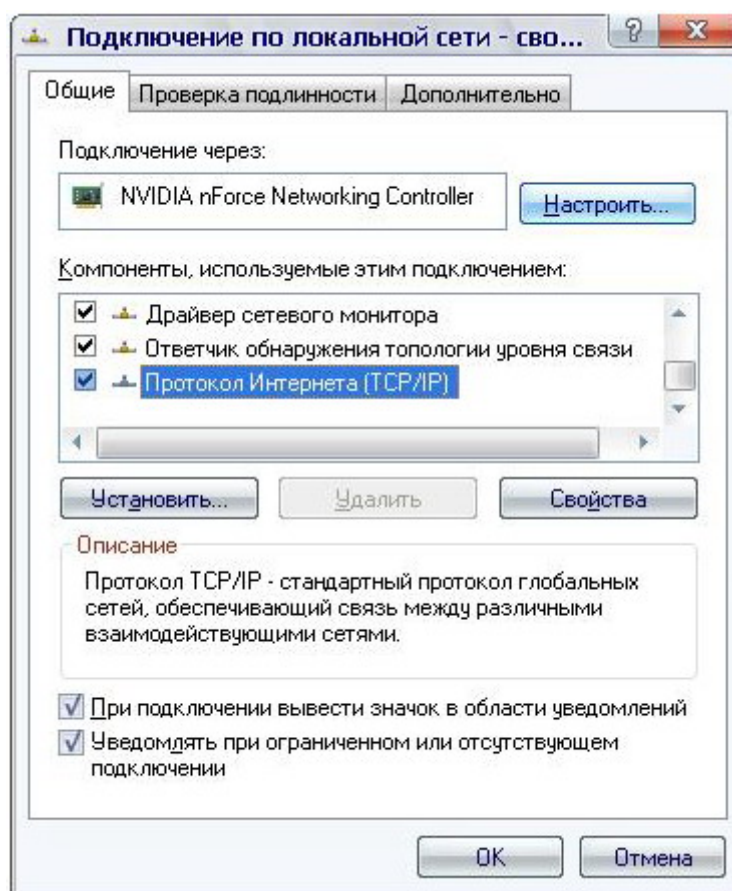 Подключение по локальной сети - сво...
Общие
Проверка подлинности
Дополнительно
Подключение через:
NVIDIA nForce Networking Controller
Настроить...
Компоненты, используемые этим подключением:
Драйвер сетевого монитора
Ответчик обнаружения топологии уровня связи
Протокол Интернета (TCP/IP)
Установить...
Удалить
Свойства
Описание
Протокол TCP/IP - стандартный протокол глобальных
сетей, обеспечивающий связь между различными
взаимодействующими сетями.
При подключении вывести значок в области уведомлений
Уведомлять при ограниченном или отсутствующем
подключении
OK
Отмена